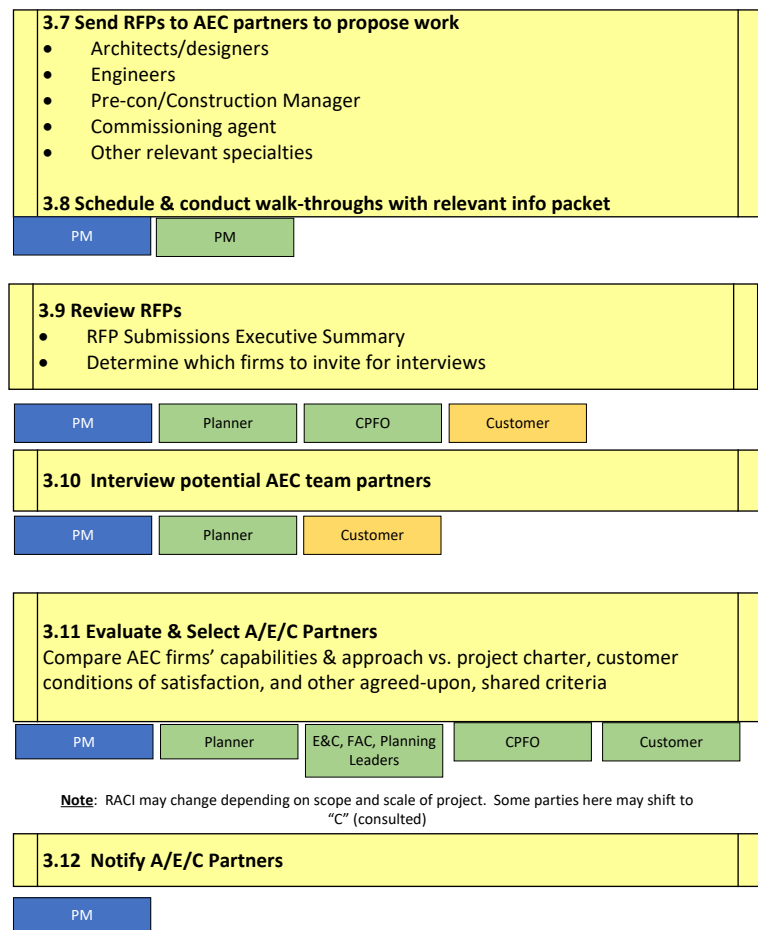 3.7 Send RFPs to AEC partners to propose work
• Architects/designers
• Engineers
• Pre-con/Construction Manager
• Commissioning agent
• Other relevant specialties
3.8 Schedule & conduct walk-throughs with relevant info packet
PM PM
3.9 Review RFPs
• RFP Submissions Executive Summary
• Determine which firms to invite for interviews
PM Planner CPFO Customer
3.10 Interview potential AEC team partners
PM Planner Customer
3.11 Evaluate & Select A/E/C Partners
Compare AEC firms’ capabilities & approach vs. project charter, customer
conditions of satisfaction, and other agreed-upon, shared criteria
PM Planner E&C, FAC, Planning CPFO Customer
Leaders
Note: RACI may change depending on scope and scale of project. Some parties here may shift to
“C” (consulted)
3.12 Notify A/E/C Partners
PM